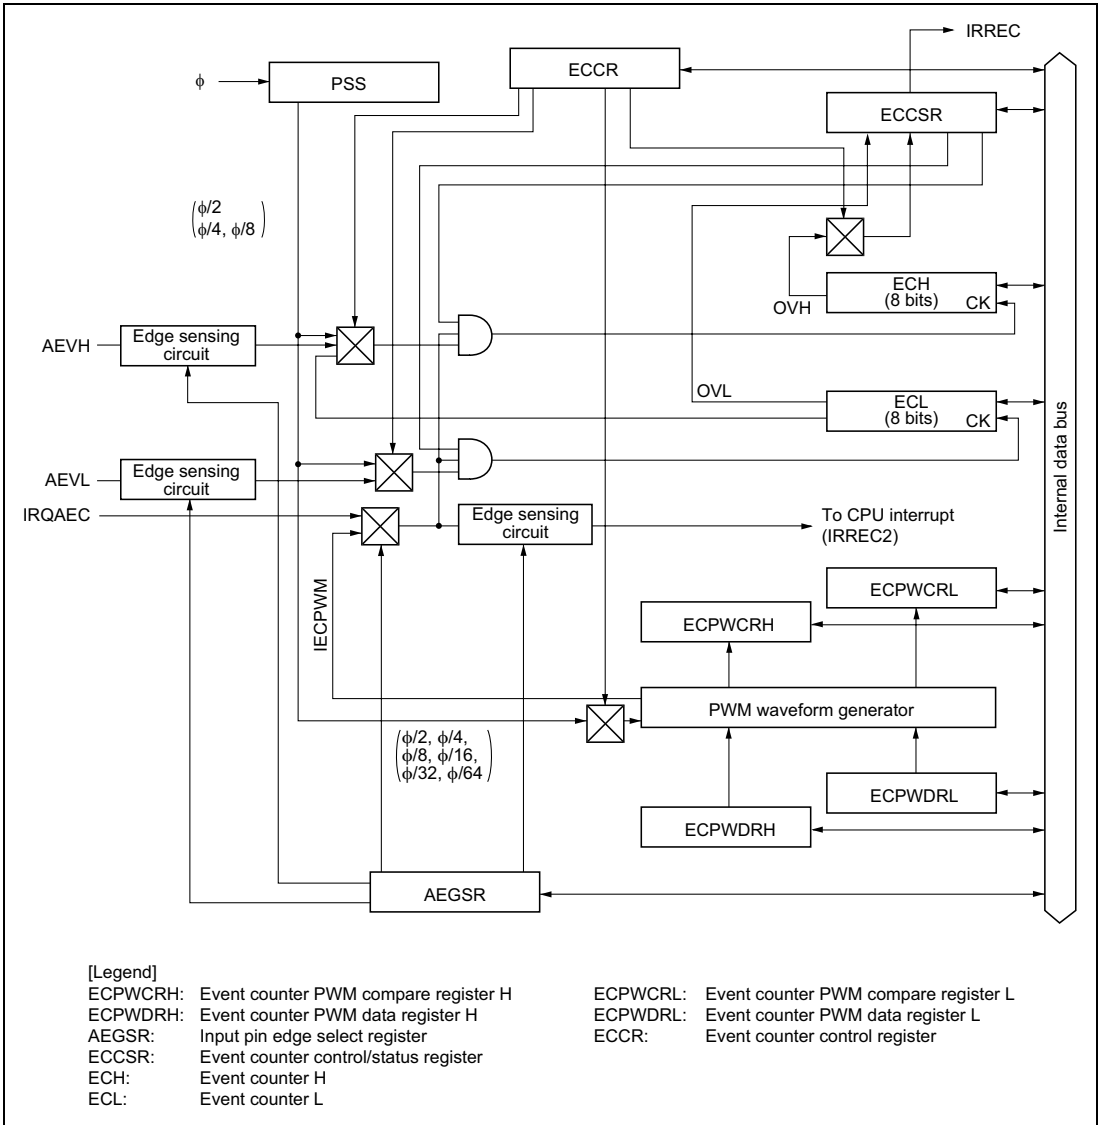 IRREC
ϕ
PSS
ECCR
ECCSR
ϕ/2
ϕ/4, ϕ/8
ECH
(8 bits)
CK
OVH
AEVH
Edge sensing
circuit
OVL
ECL
(8 bits)
CK
Internal data bus
AEVL
Edge sensing
circuit
IRQAEC
Edge sensing
circuit
To CPU interrupt
(IRREC2)
IECPWM
ECPWCRL
ECPWCRH
PWM waveform generator
ϕ/2, ϕ/4,
ϕ/8, ϕ/16,
ϕ/32, ϕ/64
ECPWDRL
ECPWDRH
AEGSR
[Legend]
ECPWCRH: Event counter PWM compare register H
ECPWDRH: Event counter PWM data register H
AEGSR: Input pin edge select register
ECCSR: Event counter control/status register
ECH: Event counter H
ECL: Event counter L
ECPWCRL: Event counter PWM compare register L
ECPWDRL: Event counter PWM data register L
ECCR: Event counter control register